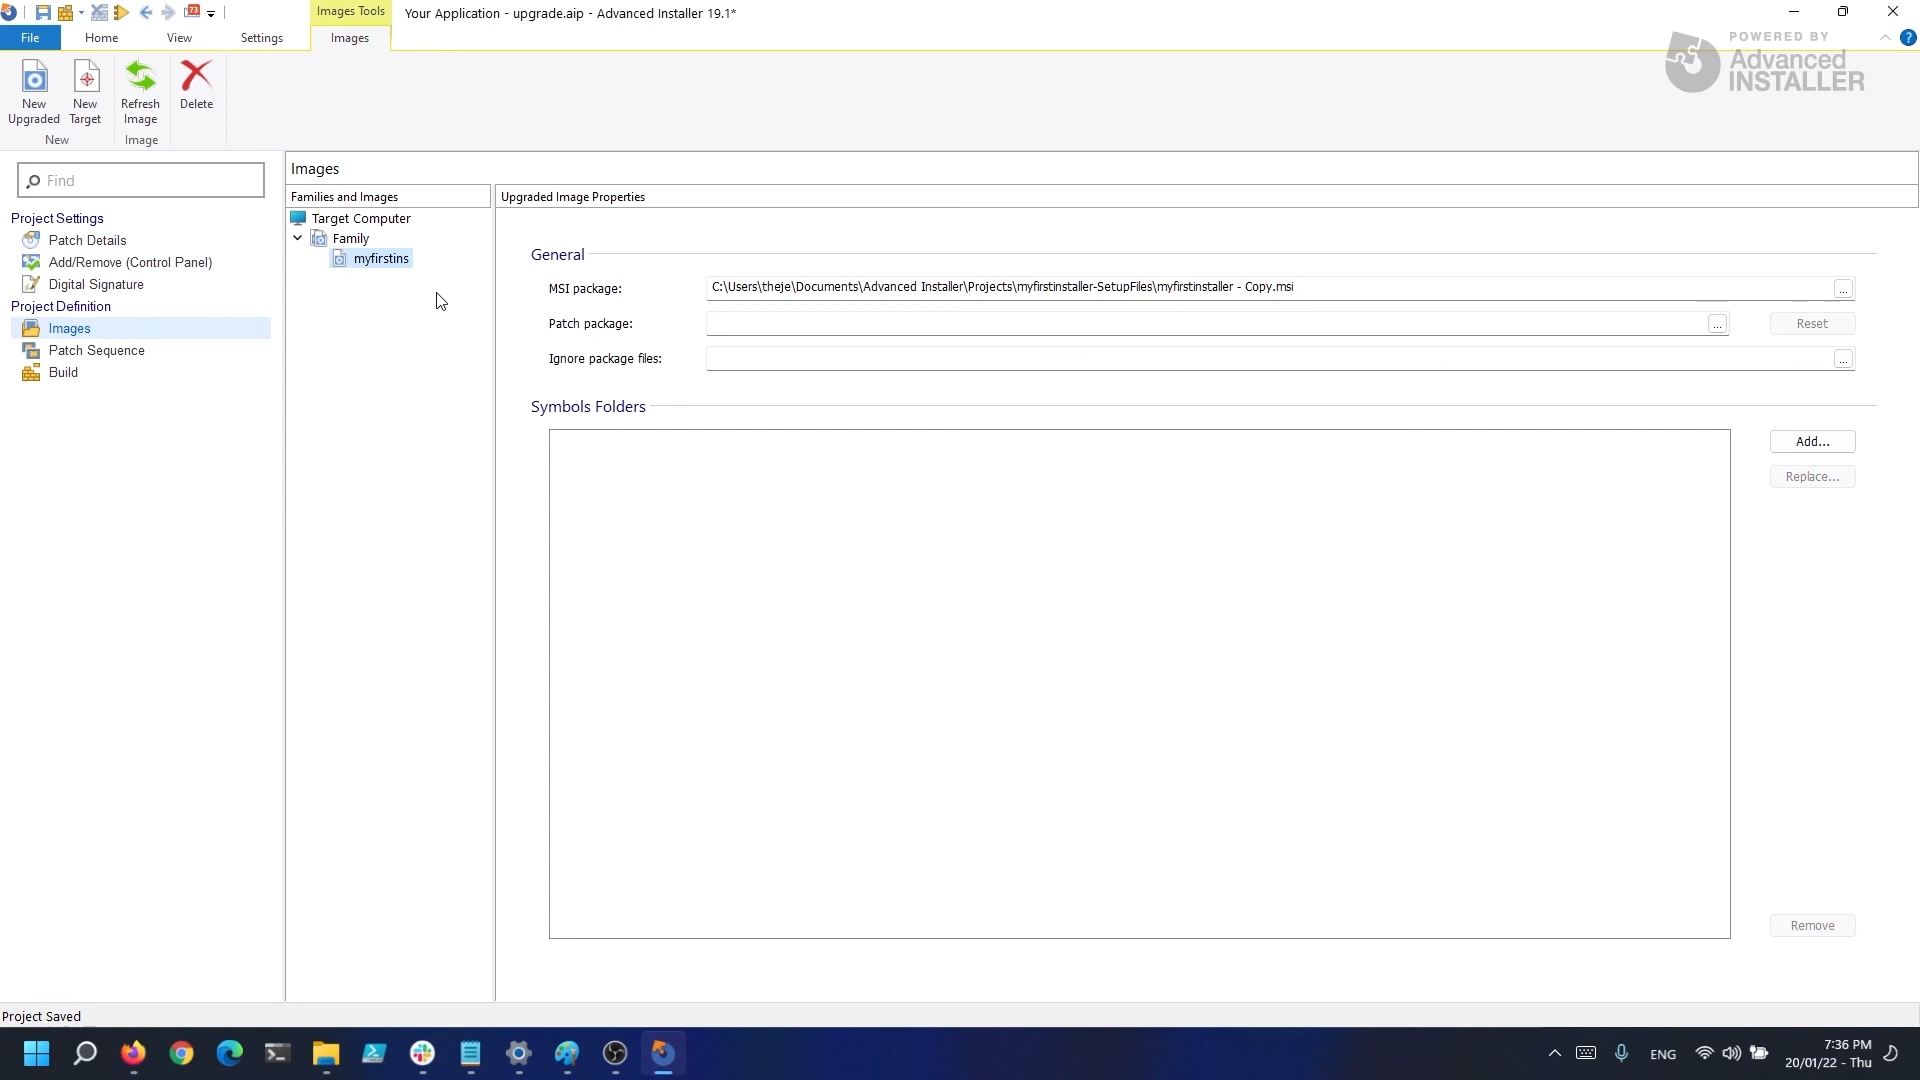 73
Images Tools
Your Application - upgrade.aip - Advanced Installer 19.1*
File
Home
View
Settings
Images
?
New
Upgraded
New
Target
Refresh
Image
Delete
New
Image
POWERED BY
Advanced
INSTALLER
Find
Project Settings
Patch Details
Add/Remove (Control Panel)
Digital Signature
Project Definition
Images
Patch Sequence
Build
Images
Families and Images
Target Computer
Family
myfirstins
Upgraded Image Properties
General
MSI package:
C:\Users\theje\Documents\Advanced Installer\Projects\myfirstinstaller-SetupFiles\myfirstinstaller - Copy.msi
...
Patch package:
...
Reset
Ignore package files:
...
Symbols Folders
Add...
Replace...
Remove
Project Saved
ENG
7:36 PM
20/01/22 - Thu